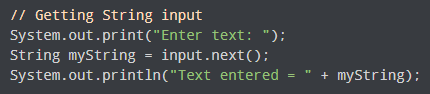 // Getting String input
System.out.print("Enter text: ");
String myString = input.next();
System.out.println("Text entered = " + myString);